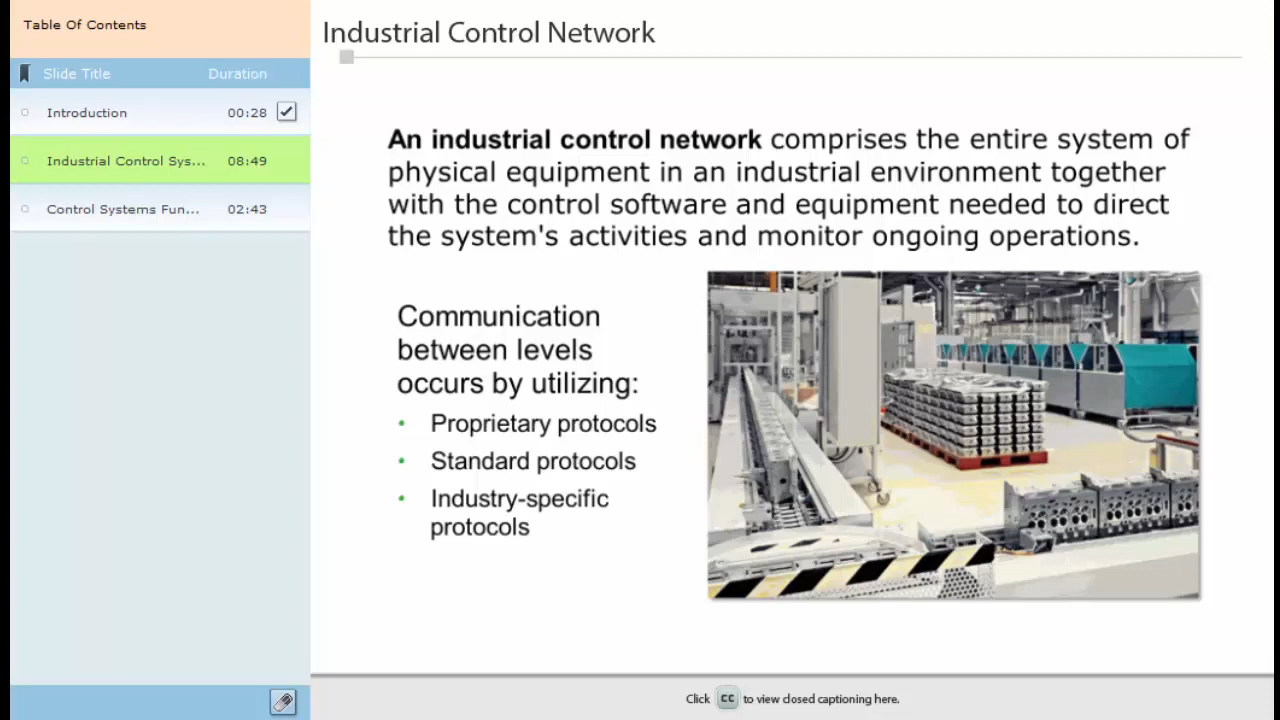 Table Of Contents
Slide Title Duration
Introduction 00:28
Industrial Control Sys... 08:49
Control Systems Fun... 02:43
Industrial Control Network
An industrial control network comprises the entire system of
physical equipment in an industrial environment together
with the control software and equipment needed to direct
the system's activities and monitor ongoing operations.
Communication
between levels
occurs by utilizing:
• Proprietary protocols
• Standard protocols
• Industry-specific
protocols
Click CC to view closed captioning here.